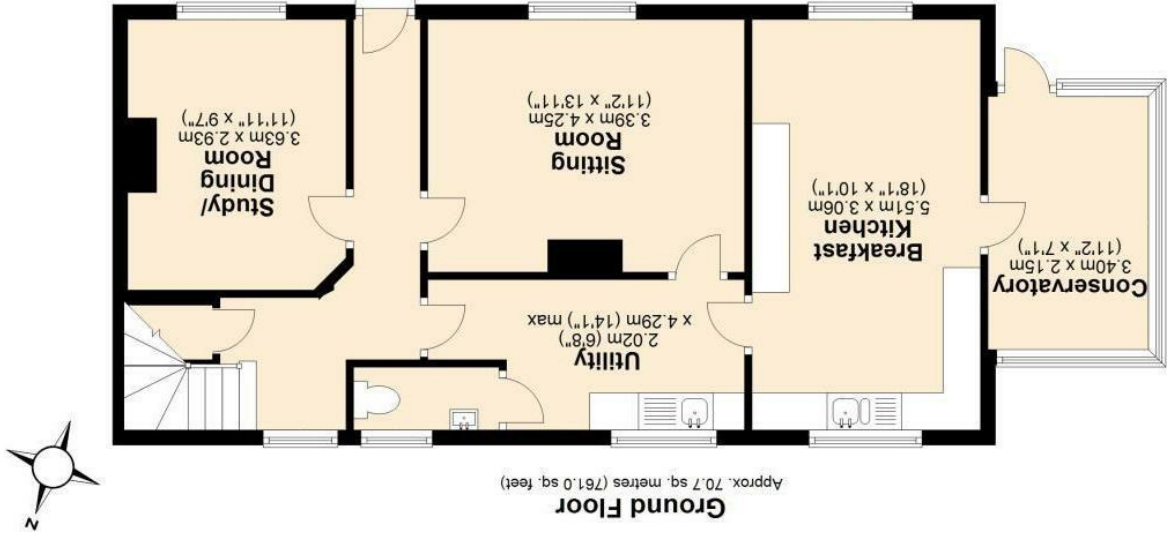 Ground Floor
Approx. 70.7 sq. metres (761.0 sq. feet)
N
Utility
2.02m (6'8")
x 4.29m (14'1") max
Conservatory
3.40m x 2.15m
(11'2" x 7'1")
Breakfast
Kitchen
5.51m x 3.06m
(18'1" x 10'1")
Sitting
Room
3.39m x 4.25m
(11'2" x 13'11")
Study/
Dining
Room
3.63m x 2.93m
(11'11" x 9'7")